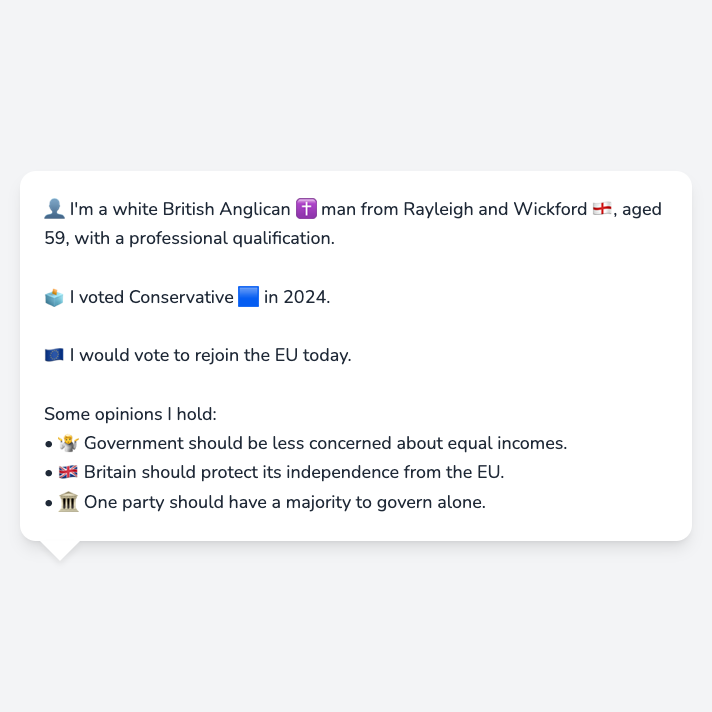 👤 I'm a white British Anglican ✝️ man from Rayleigh and Wickford 🏴󠁧󠁢󠁥󠁮󠁧󠁿, aged
59, with a professional qualification.
🗳️ I voted Conservative 🟦 in 2024.
🇪🇺 I would vote to rejoin the EU today.
Some opinions I hold:
• 🤷 Government should be less concerned about equal incomes.
• 🇬🇧 Britain should protect its independence from the EU.
• 🏛️ One party should have a majority to govern alone.